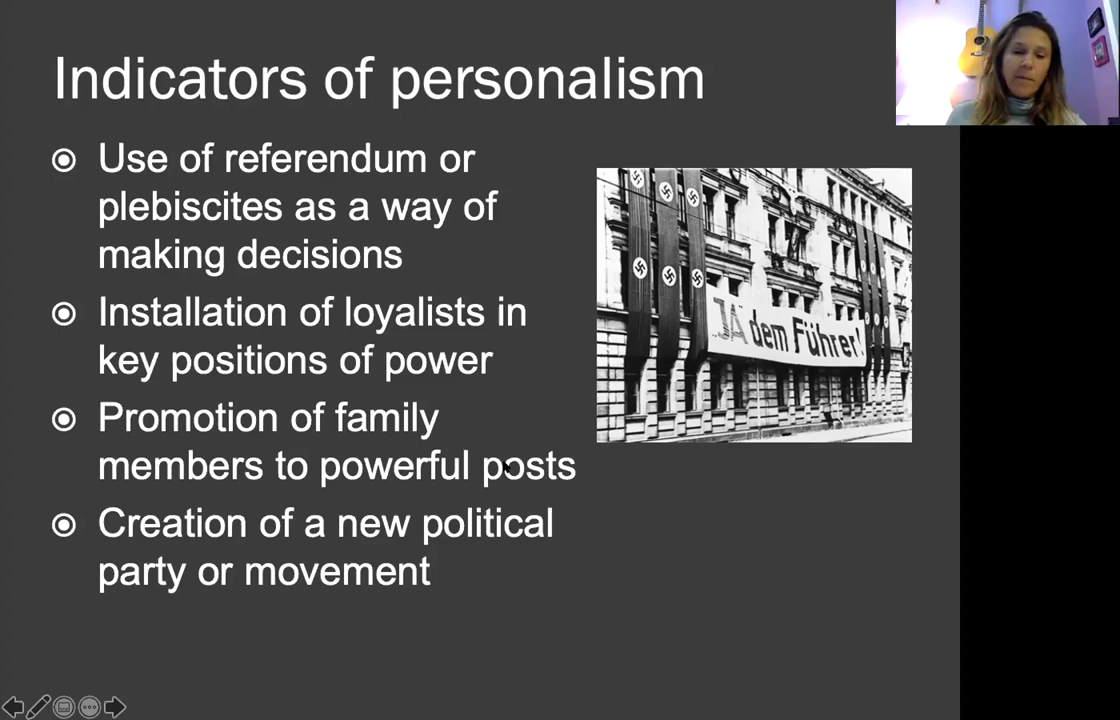 Indicators of personalism
Use of referendum or
plebiscites as a way of
making decisions
Installation of loyalists in
key positions of power
Promotion of family
members to powerful posts
Creation of a new political
party or movement
„JA" dem Führer!